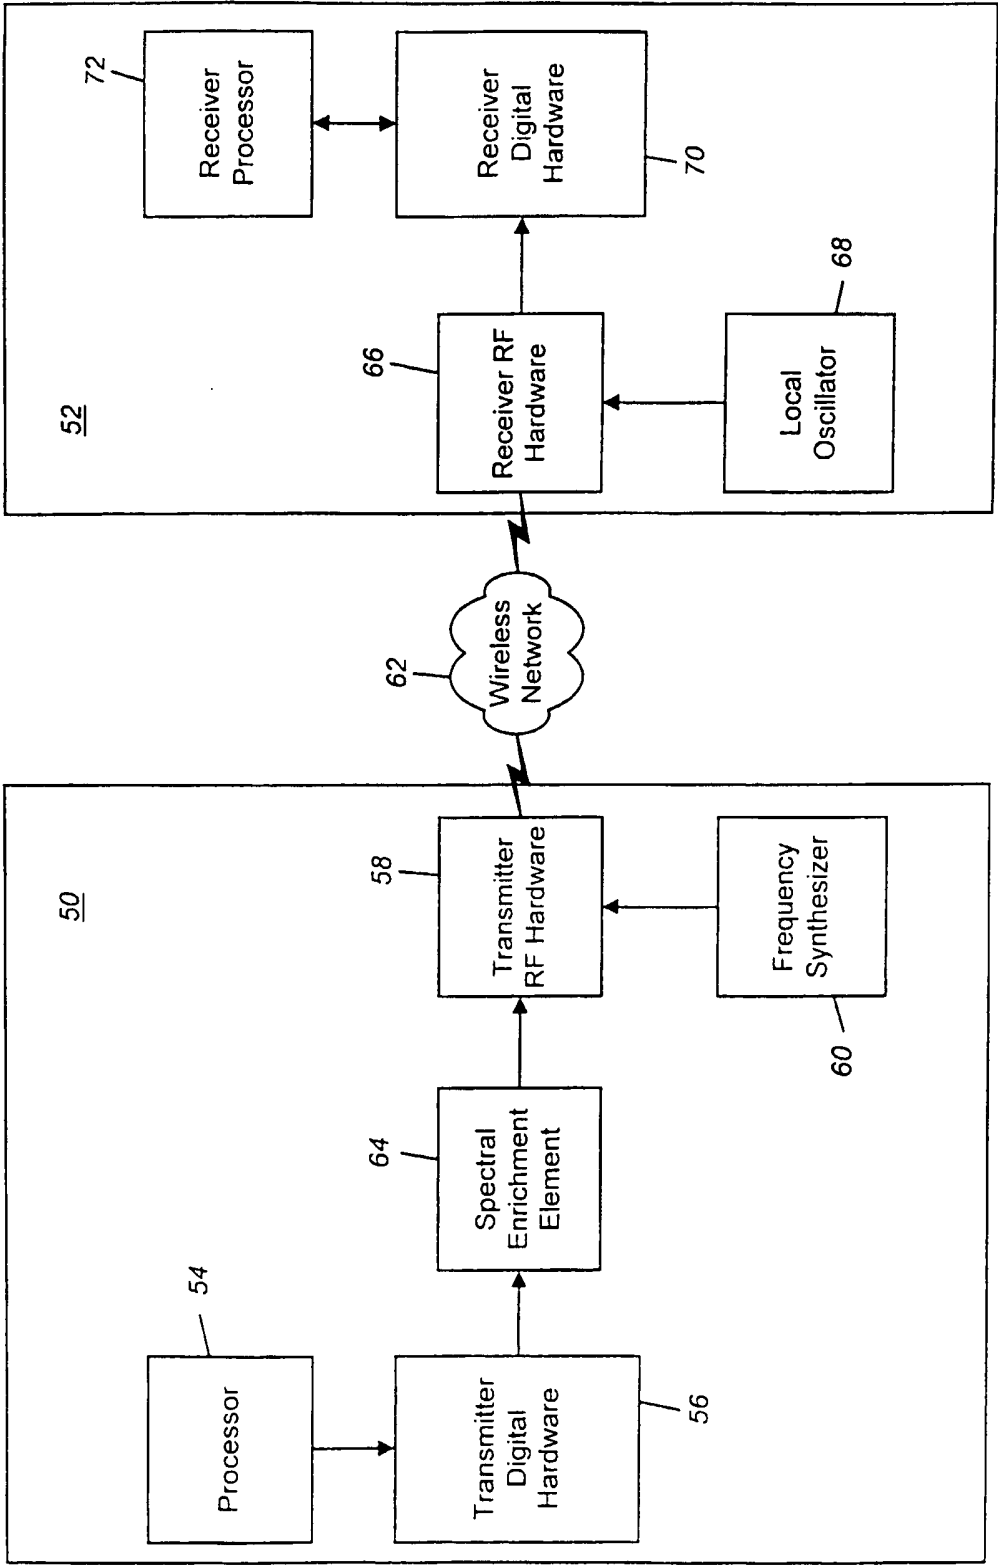 50
54
Processor
Transmitter
Digital
Hardware
56
64
Spectral
Enrichment
Element
58
Transmitter
RF Hardware
Frequency
Synthesizer
60
62
Wireless
Network
52
66
Receiver RF
Hardware
Local
Oscillator
68
72
Receiver
Processor
Receiver
Digital
Hardware
70